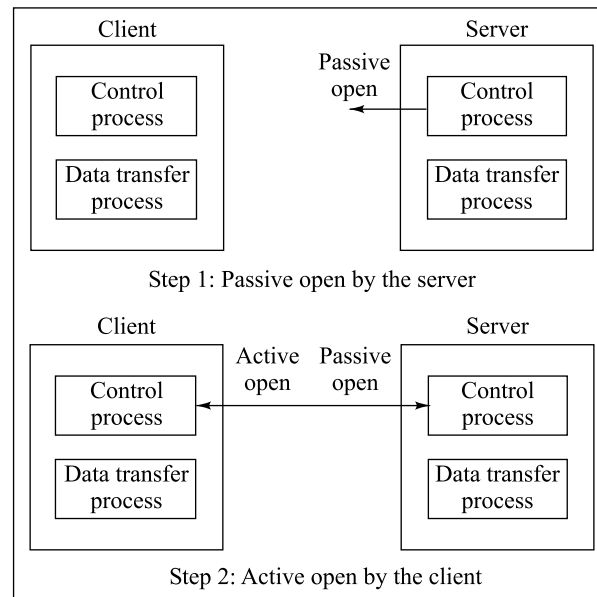 Client
Server
Passive
open
Control
process
Control
process
Data transfer
process
Data transfer
process
Step 1: Passive open by the server
Client
Server
Active
open
Passive
open
Control
process
Control
process
Data transfer
process
Data transfer
process
Step 2: Active open by the client